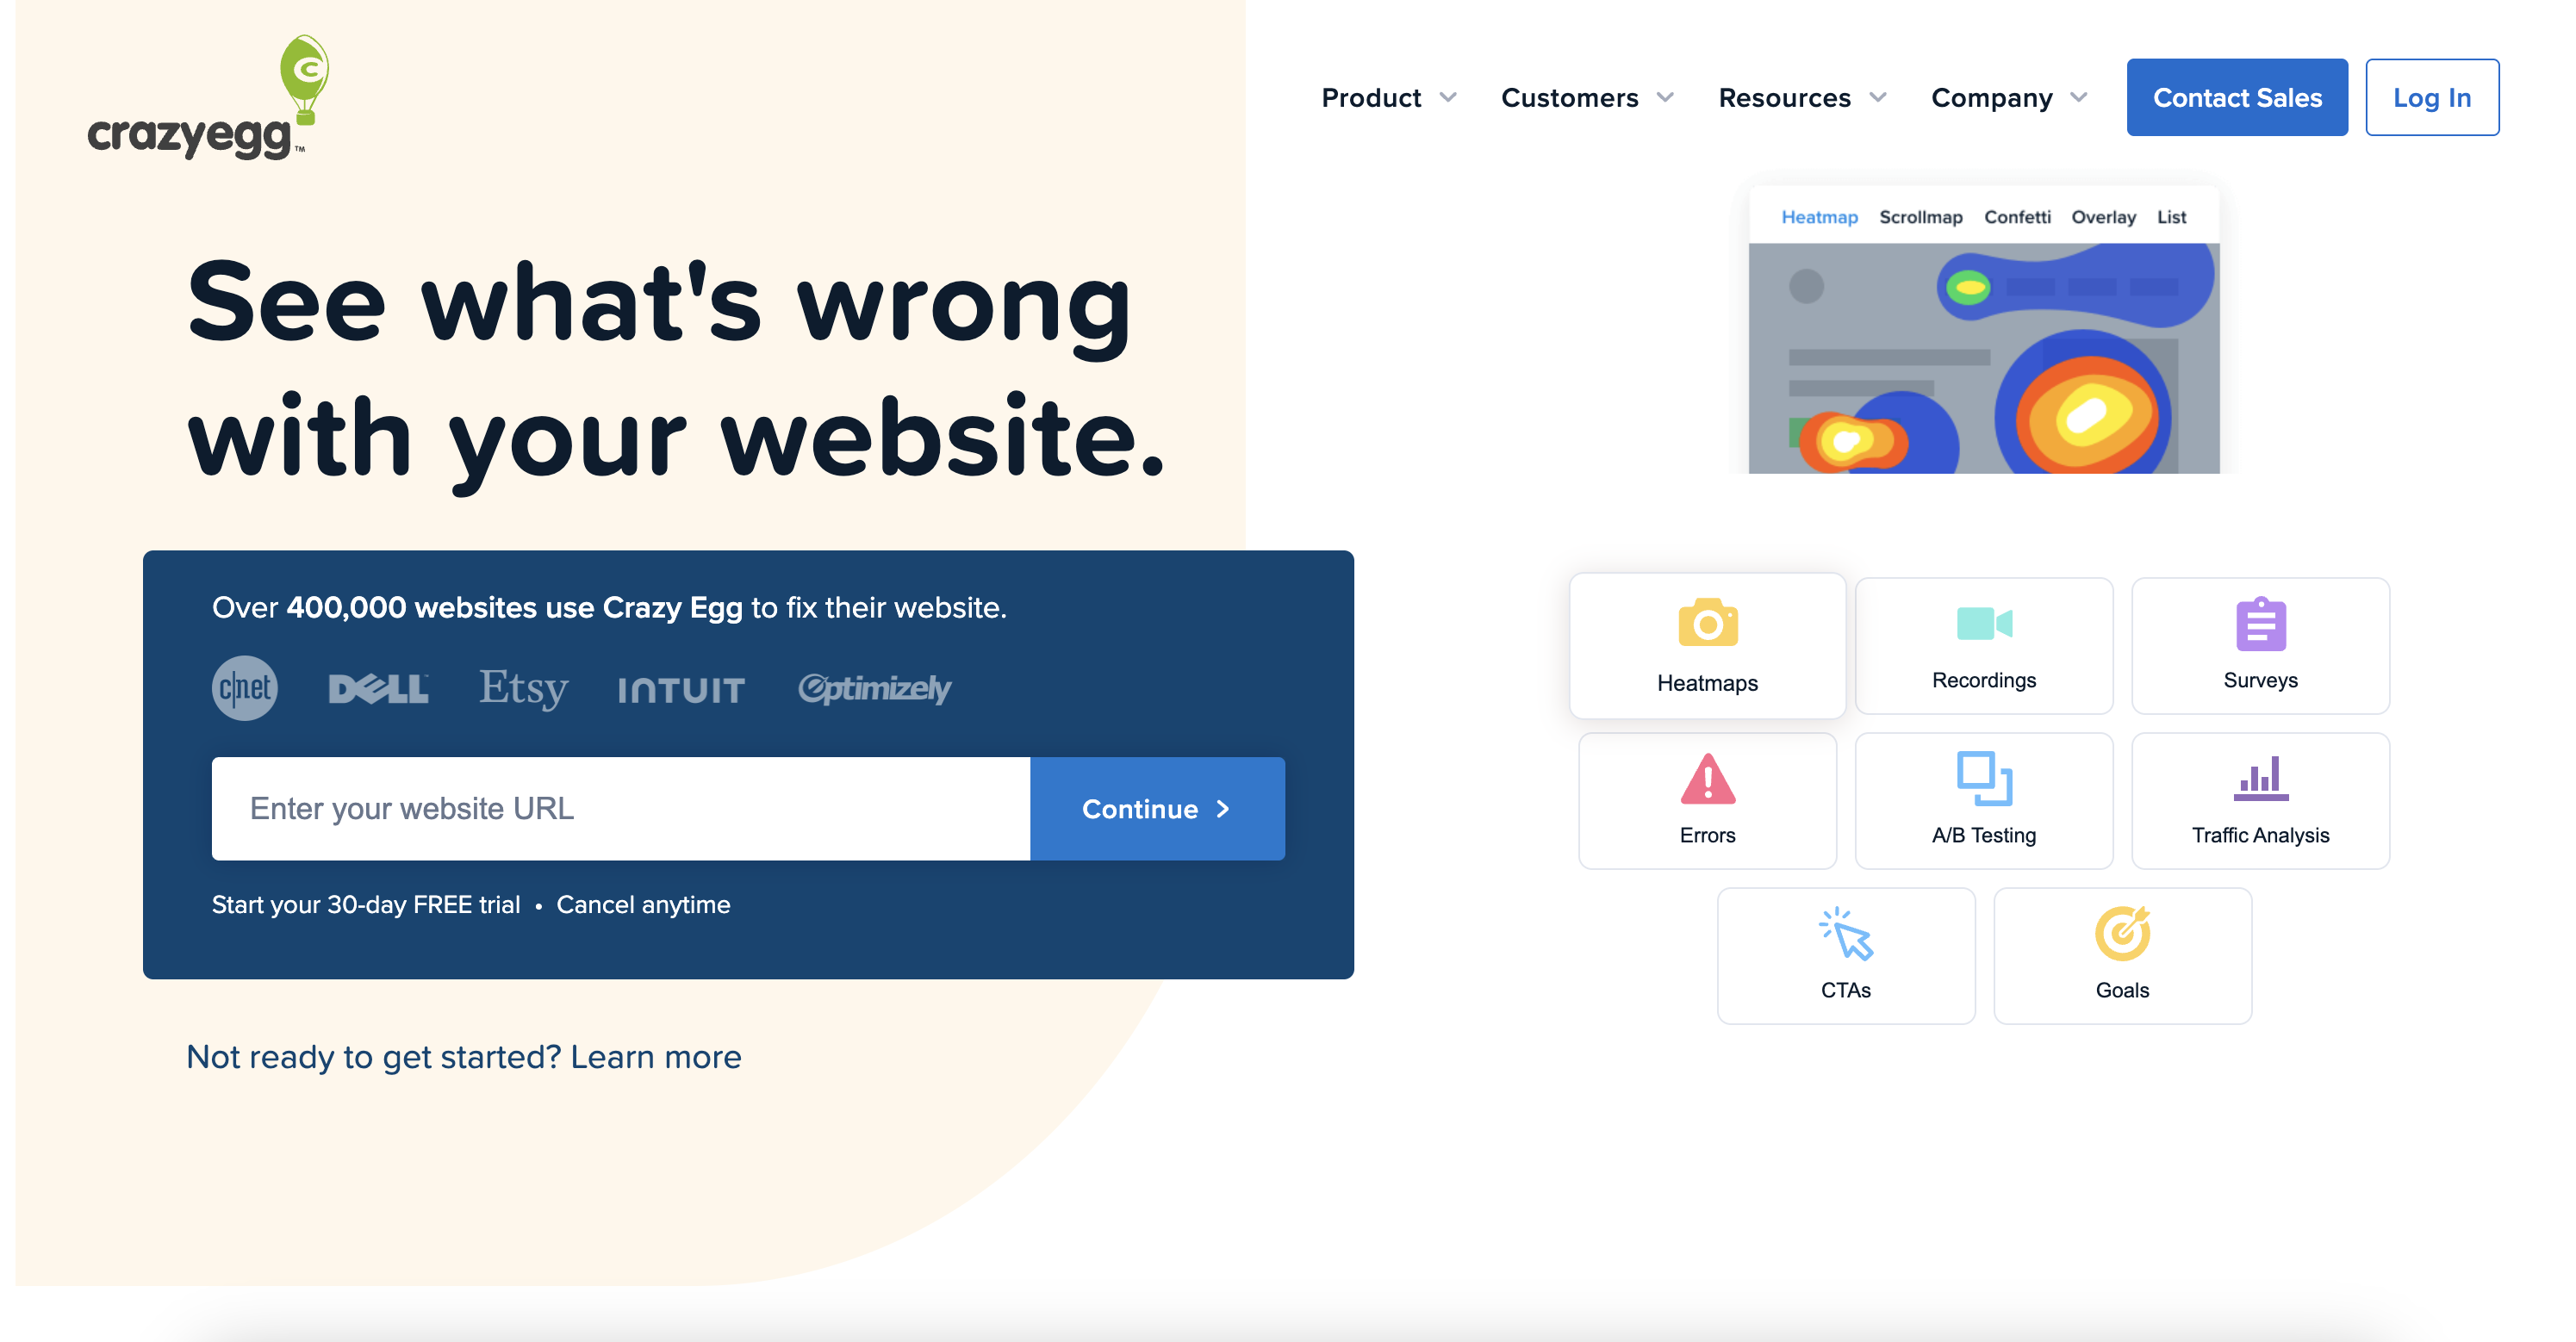 crazyegg™
Product
Customers
Resources
Company
Contact Sales
Log In
See what's wrong
with your website.
Over 400,000 websites use Crazy Egg to fix their website.
c|net
DELL
Etsy
INTUIT
Optimizely
Enter your website URL
Continue
Start your 30-day FREE trial • Cancel anytime
Not ready to get started? Learn more
Heatmap Scrollmap Confetti Overlay List
Heatmaps
Recordings
Surveys
Errors
A/B Testing
Traffic Analysis
CTAs
Goals